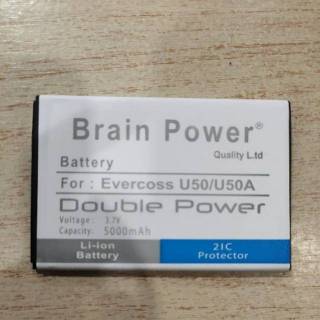 Brain Power®
Quality L.td
Battery
For : Evercoss U50/U50A
Double Power
Voltage : 3.7V
Capacity: 5000mAh
Li-ion Battery
2IC Protector